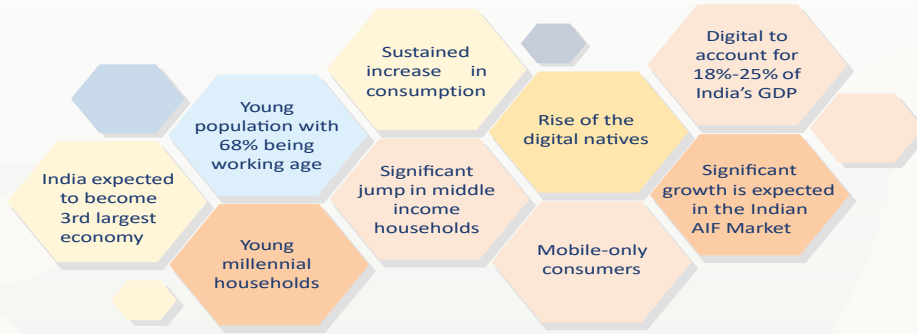 India expected
to become
3rd largest
economy
Young
population with
68% being
working age
Young
millennial
households
Sustained
increase in
consumption
Significant
jump in middle
income
households
Rise of the
digital natives
Mobile-only
consumers
Digital to
account for
18%-25% of
India’s GDP
Significant
growth is expected
in the Indian
AIF Market